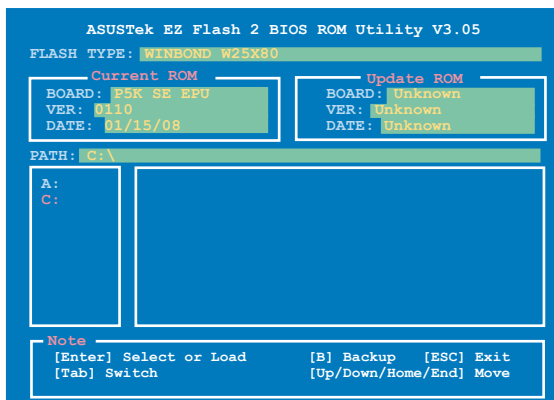 ASUSTek EZ Flash 2 BIOS ROM Utility V3.05
FLASH TYPE: WINBOND W25X80
Current ROM
BOARD: P5K SE EPU
VER: 0110
DATE: 01/15/08
Update ROM
BOARD: Unknown
VER: Unknown
DATE: Unknown
PATH: C:\
A:
C:
Note
[Enter] Select or Load [B] Backup [ESC] Exit
[Tab] Switch [Up/Down/Home/End] Move